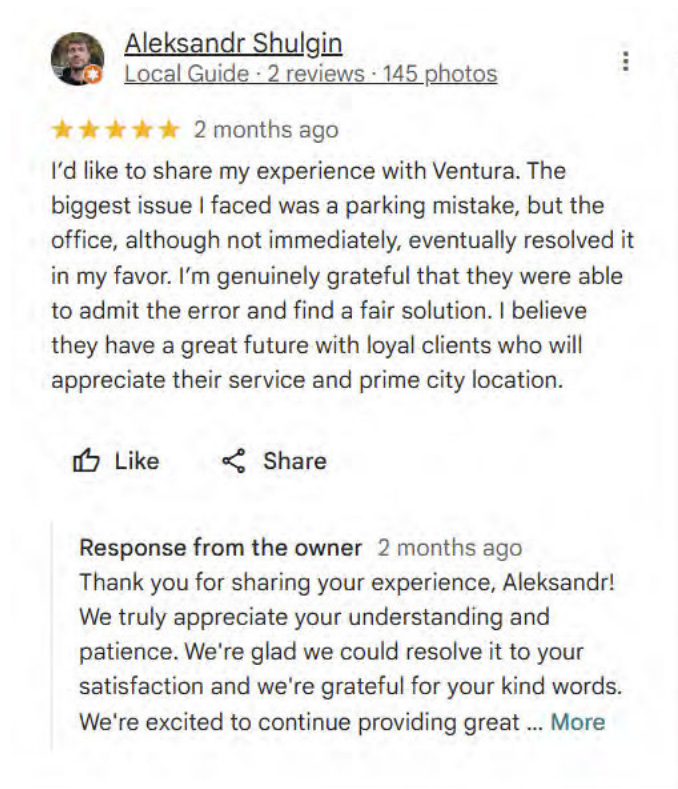 Aleksandr Shulgin
Local Guide · 2 reviews · 145 photos
2 months ago
I’d like to share my experience with Ventura. The
biggest issue I faced was a parking mistake, but the
office, although not immediately, eventually resolved it
in my favor. I’m genuinely grateful that they were able
to admit the error and find a fair solution. I believe
they have a great future with loyal clients who will
appreciate their service and prime city location.
Like Share
Response from the owner 2 months ago
Thank you for sharing your experience, Aleksandr!
We truly appreciate your understanding and
patience. We're glad we could resolve it to your
satisfaction and we're grateful for your kind words.
We're excited to continue providing great ... More